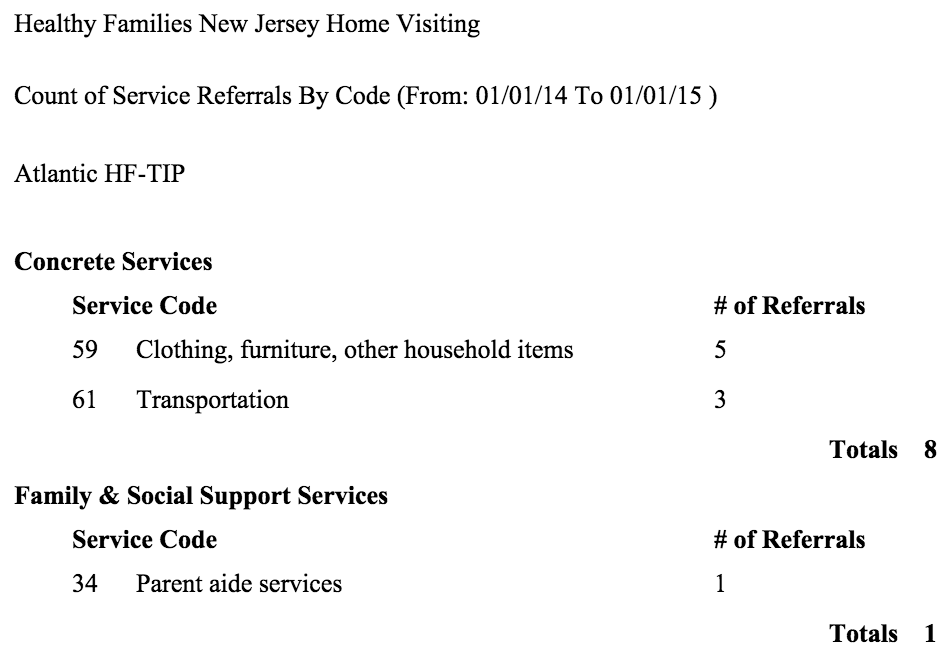 Healthy Families New Jersey Home Visiting
Count of Service Referrals By Code (From: 01/01/14 To 01/01/15 )
Atlantic HF-TIP
Concrete Services
Service Code # of Referrals
59 Clothing, furniture, other household items 5
61 Transportation 3
Totals 8
Family & Social Support Services
Service Code # of Referrals
34 Parent aide services 1
Totals 1